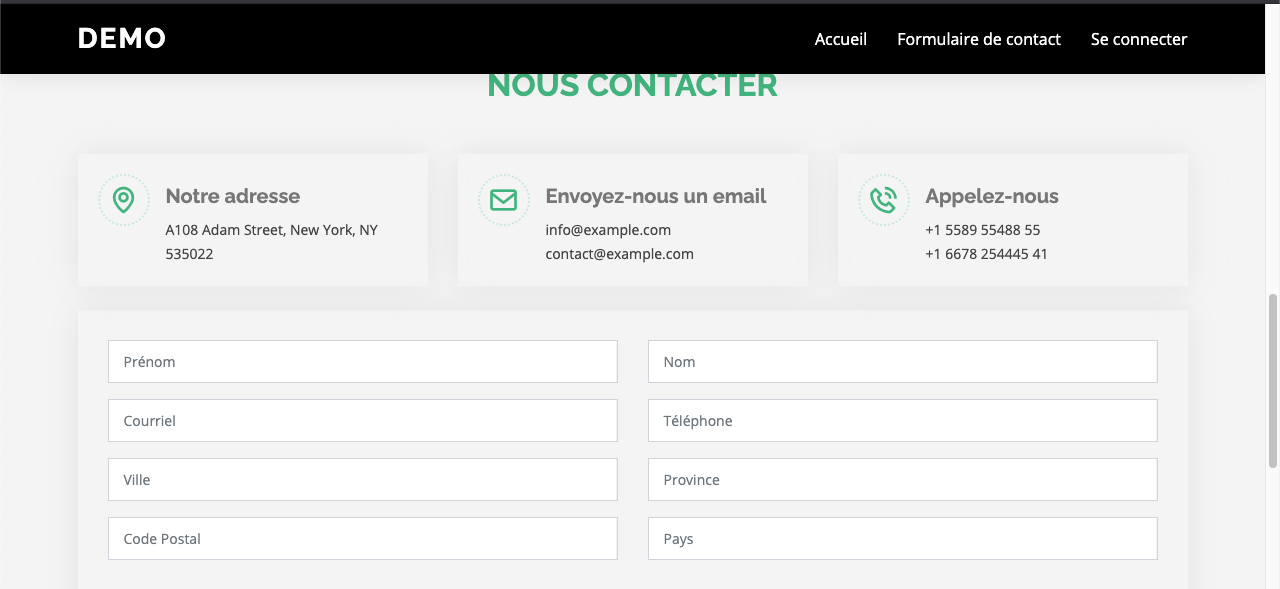 DEMO
Accueil
Formulaire de contact
Se connecter
NOUS CONTACTER
Notre adresse
A108 Adam Street, New York, NY
535022
Envoyez-nous un email
info@example.com
contact@example.com
Appelez-nous
+1 5589 55488 55
+1 6678 254445 41
Prénom
Nom
Courriel
Téléphone
Ville
Province
Code Postal
Pays